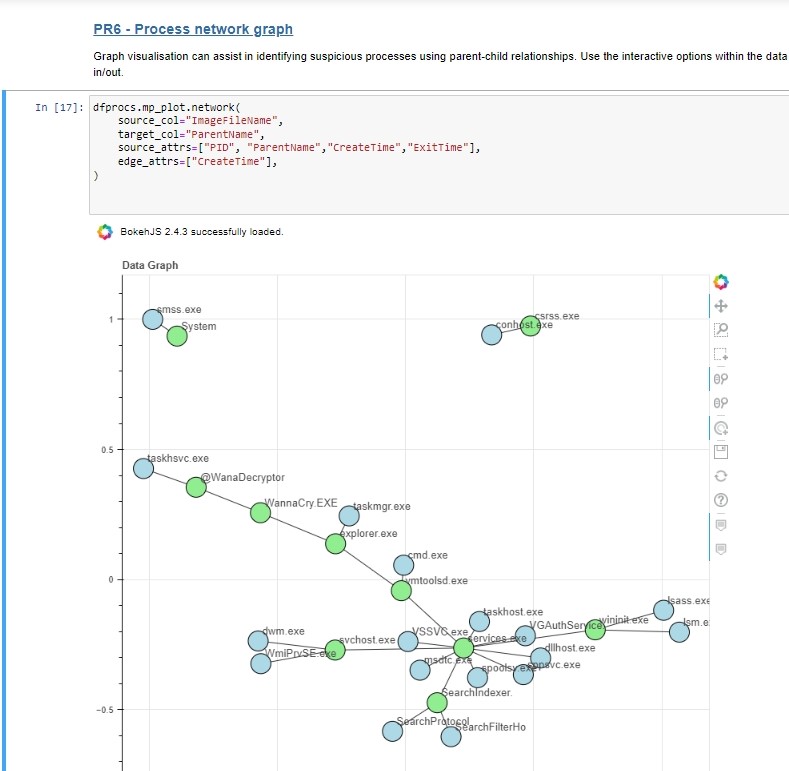 PR6 - Process network graph
Graph visualisation can assist in identifying suspicious processes using parent-child relationships. Use the interactive options within the data
in/out.
In [17]: dfprocs.mp_plot.network(
source_col="ImageFileName",
target_col="ParentName",
source_attrs=["PID", "ParentName","CreateTime","ExitTime"],
edge_attrs=["CreateTime"],
)
BokehJS 2.4.3 successfully loaded.
Data Graph
smss.exe
csrss.exe
1
System
conhost.exe
0.5
taskhsvc.exe
@WanaDecryptor
WannaCry.EXE
taskmgr.exe
explorer.exe
cmd.exe
0
vmtoolsd.exe
lsass.exe
taskhost.exe
wininit.exe
lsm.e
VGAuthService
dwm.exe
VSSVC.exe
svchost.exe
services.exe
dllhost.exe
WmiPrvSE.exe
msdtc.exe
spoolsv.exe
sppsvc.exe
SearchIndexer.
-0.5
SearchProtocol
SearchFilterHo